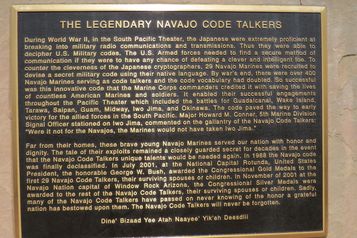 THE LEGENDARY NAVAJO CODE TALKERS
During World War II, in the South Pacific Theater, the Japanese were extremely proficient at
breaking into military radio communications and transmissions. Thus they were able to
decipher U.S. Military codes. The U.S. Armed forces needed to find a secure method of
communication if they were to have any chance of defeating a clever and intelligent foe. To
counter the cleverness of the Japanese cryptographers, 29 Navajo Marines were recruited to
devise a secret military code using their native language. By war's end, there were over 400
Navajo Marines serving as code talkers and the code vocabulary had doubled. So successful
was this innovative code that the Marine Corps commanders credited it with saving the lives
of countless American Marines and soldiers. It enabled their successful engagements
throughout the Pacific Theater which included the battles for Guadalcanal, Wake Island,
Tarawa, Saipan, Guam, Midway, Iwo Jima, and Okinawa. The code paved the way to early
victory for the allied forces in the South Pacific. Major Howard M. Conner, 5th Marine Division
Signal Officer stationed on Iwo Jima, commented on the gallantry of the Navajo Code Talkers:
"Were it not for the Navajos, the Marines would not have taken Iwo Jima."
Far from their homes, these brave young Navajo Marines served our nation with honor and
dignity. The tale of their exploits remained a closely guarded secret for decades in the event
that the Navajo Code Talkers unique talents would be needed again. In 1988 the Navajo code
was finally declassified. In July 2001, at the National Capital Rotunda, United States
President, the honorable George W. Bush, awarded the Congressional Gold Medals to the
first 29 Navajo Code Talkers, their surviving spouses or children. In November of 2001 at the
Navajo Nation capital of Window Rock Arizona, the Congressional Silver Medals were
awarded to the rest of the Navajo Code Talkers, their surviving spouses or children. Sadly,
many of the Navajo Code Talkers have passed on never knowing of the honor a grateful
nation has bestowed upon them. The Navajo Code Talkers will never be forgotten.
Dine' Bizaad Yee Atah Naayee' Yik'eh Deesdlii